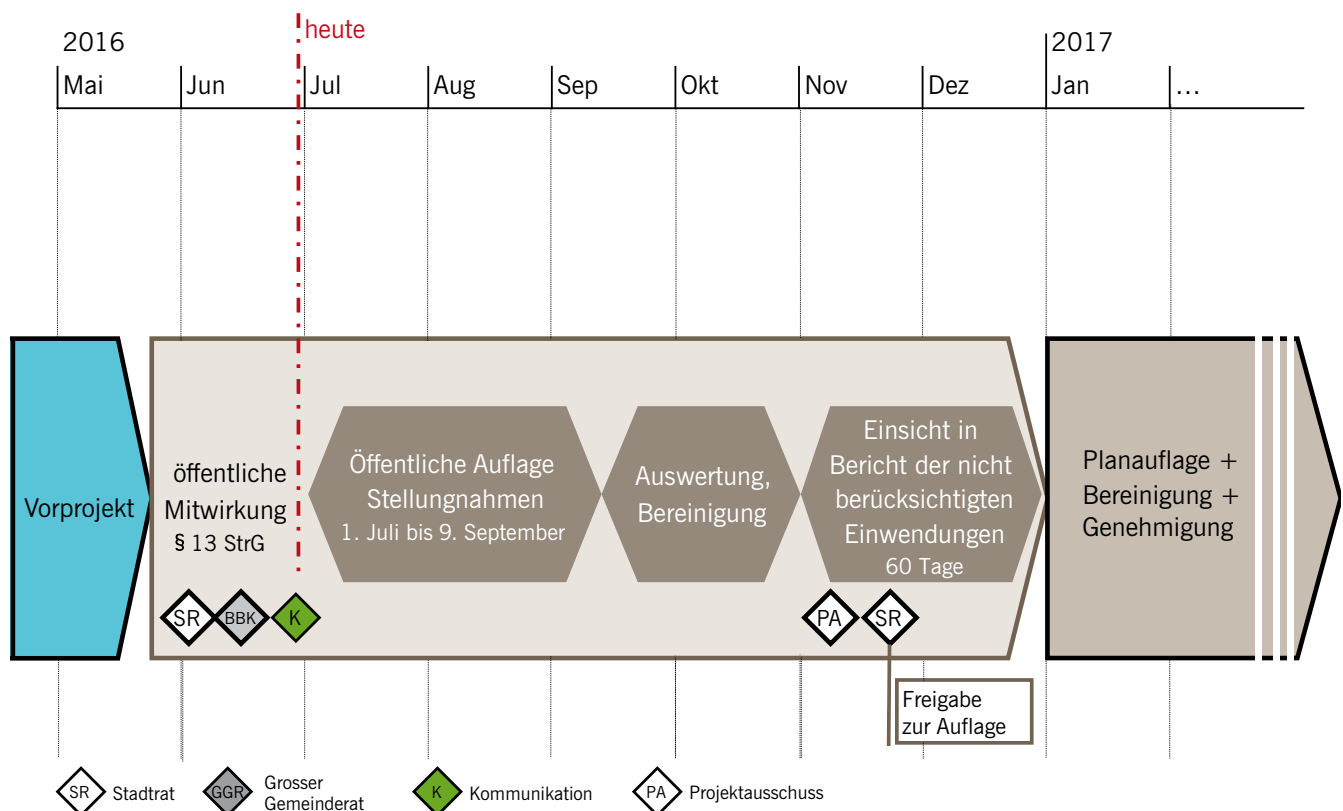 heute
2016
2017
Mai
Jun
Jul
Aug
Sep
Okt
Nov
Dez
Jan
...
Vorprojekt
öffentliche
Mitwirkung
§ 13 StrG
Öffentliche Auflage
Stellungnahmen
1. Juli bis 9. September
Auswertung,
Bereinigung
Einsicht in
Bericht der nicht
berücksichtigten
Einwendungen
60 Tage
Planauflage +
Bereinigung +
Genehmigung
SR
BBK
K
PA
SR
Freigabe
zur Auflage
SR
Stadtrat
GGR
Grosser
Gemeinderat
K
Kommunikation
PA
Projektausschuss